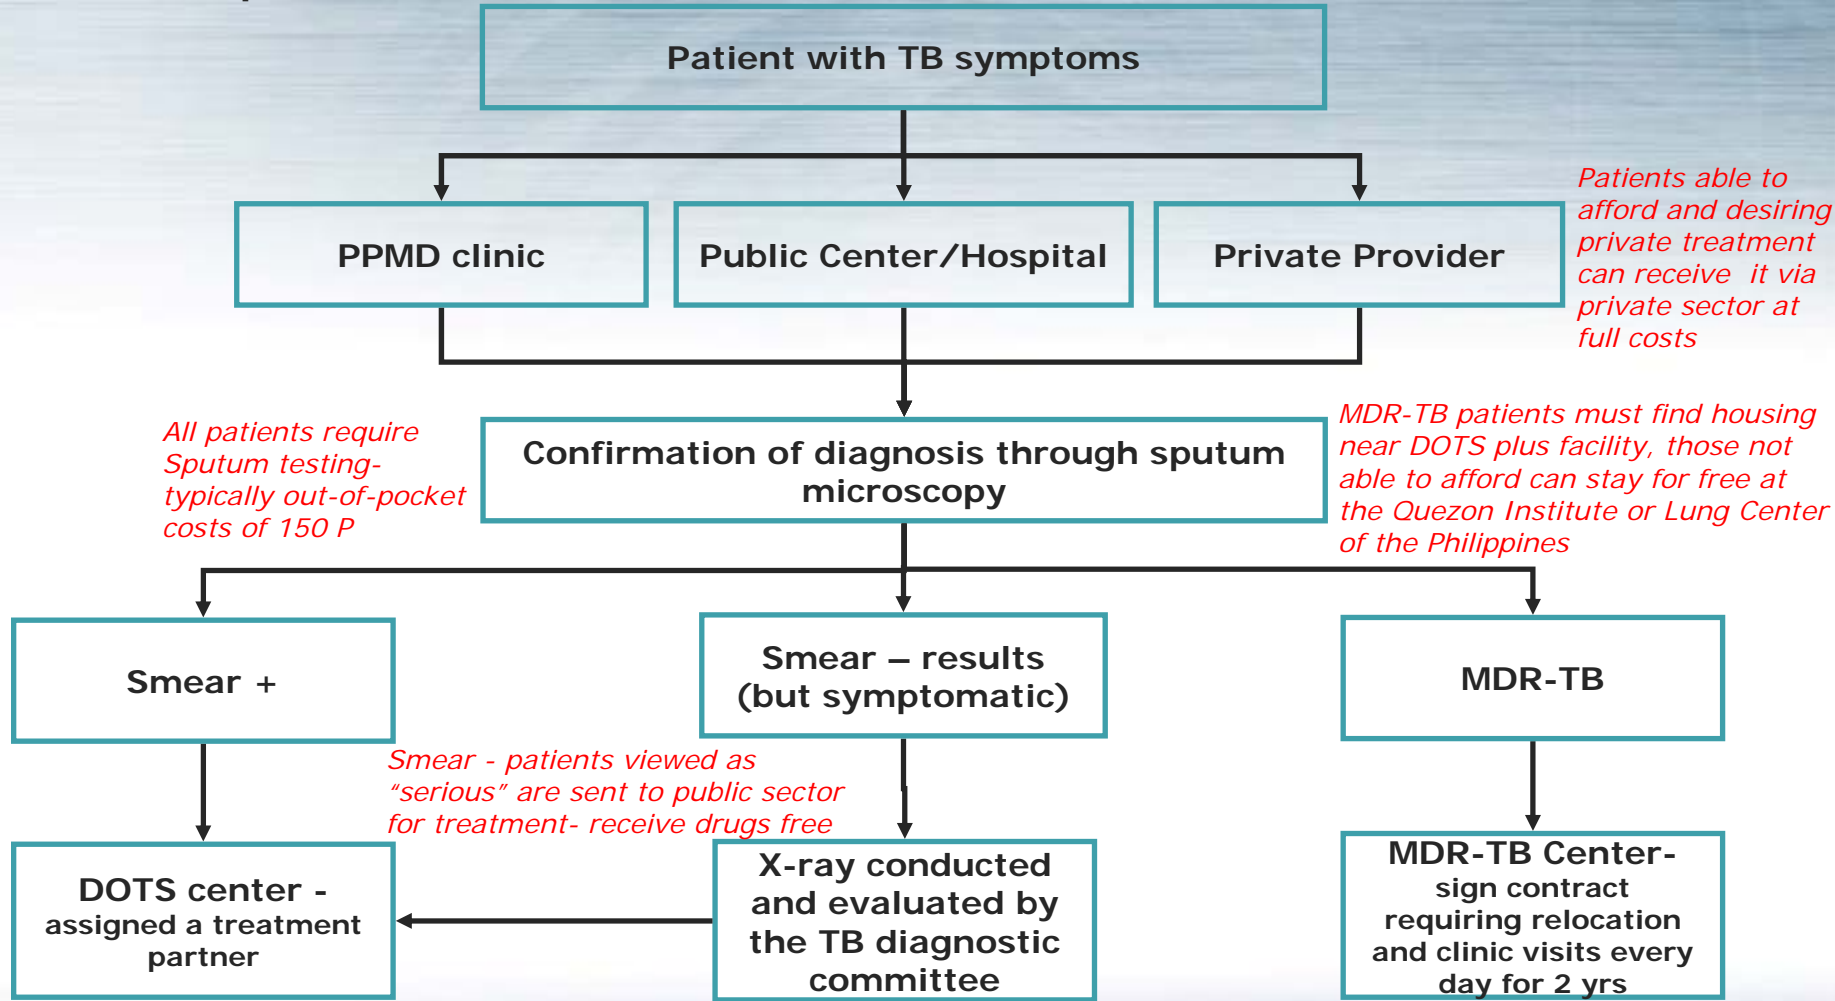 Patient with TB symptoms
PPMD clinic
Public Center/Hospital
Private Provider
Patients able to
afford and desiring
private treatment
can receive it via
private sector at
full costs
All patients require
Sputum testing-
typically out-of-pocket
costs of 150 P
Confirmation of diagnosis through sputum
microscopy
MDR-TB patients must find housing
near DOTS plus facility, those not
able to afford can stay for free at
the Quezon Institute or Lung Center
of the Philippines
Smear +
Smear – results
(but symptomatic)
MDR-TB
Smear - patients viewed as
“serious” are sent to public sector
for treatment- receive drugs free
DOTS center -
assigned a treatment
partner
X-ray conducted
and evaluated by
the TB diagnostic
committee
MDR-TB Center-
sign contract
requiring relocation
and clinic visits every
day for 2 yrs